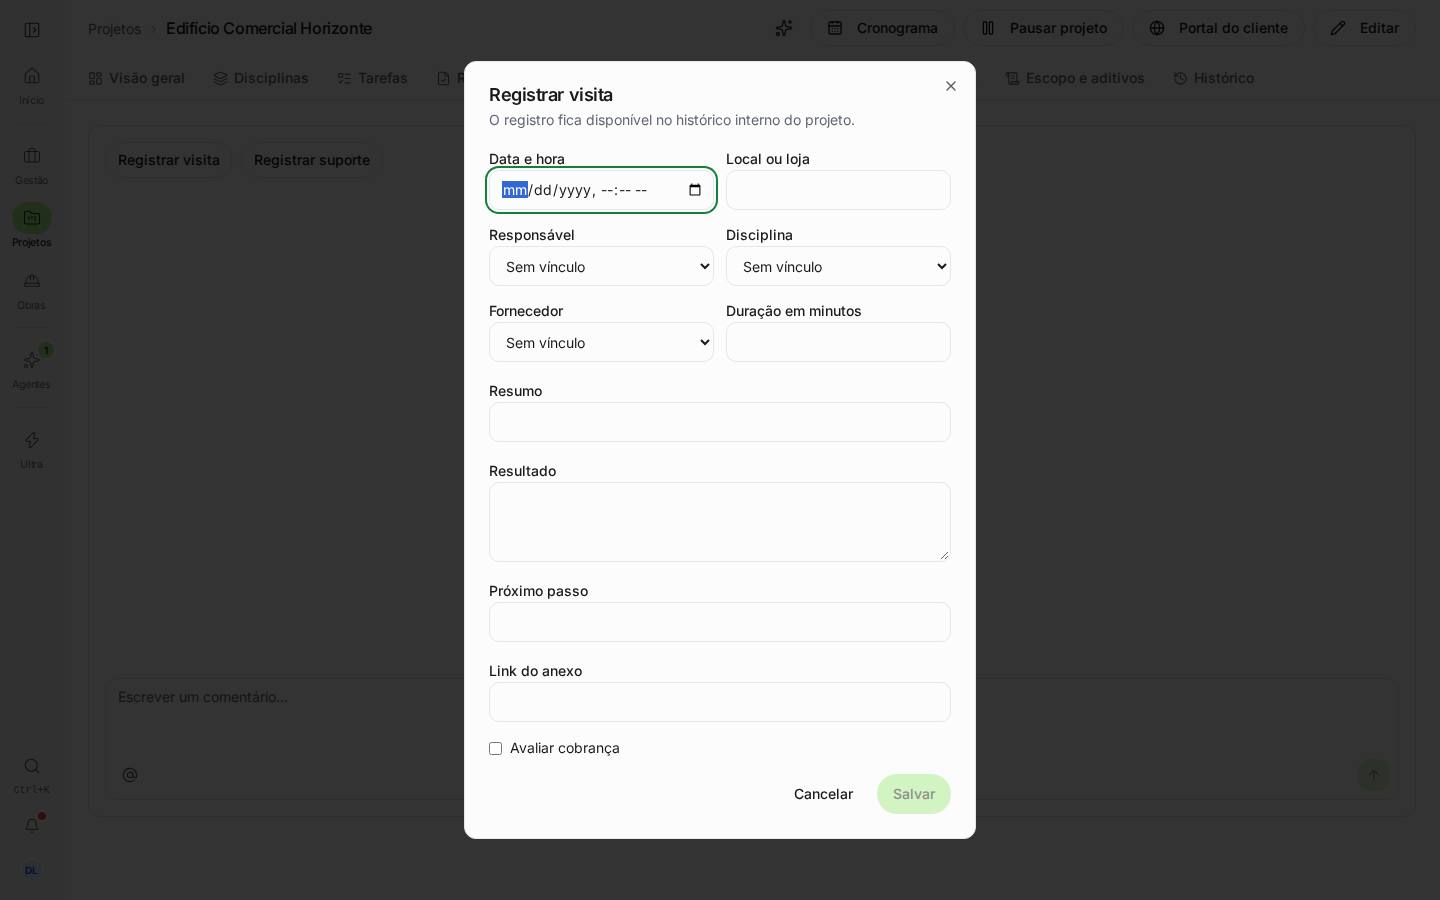 Projetos
Edifício Comercial Horizonte
Cronograma
Pausar projeto
Portal do cliente
Editar
Visão geral
Disciplinas
Tarefas
Escopo e aditivos
Histórico
Início
Gestão
Projetos
Obras
1
Agentes
Ultra
Ctrl+K
DL
Registrar visita
Registrar suporte
Escrever um comentário...
Registrar visita
O registro fica disponível no histórico interno do projeto.
Data e hora
mm/dd/yyyy, --:-- --
Local ou loja
Responsável
Sem vínculo
Disciplina
Sem vínculo
Fornecedor
Sem vínculo
Duração em minutos
Resumo
Resultado
Próximo passo
Link do anexo
Avaliar cobrança
Cancelar
Salvar